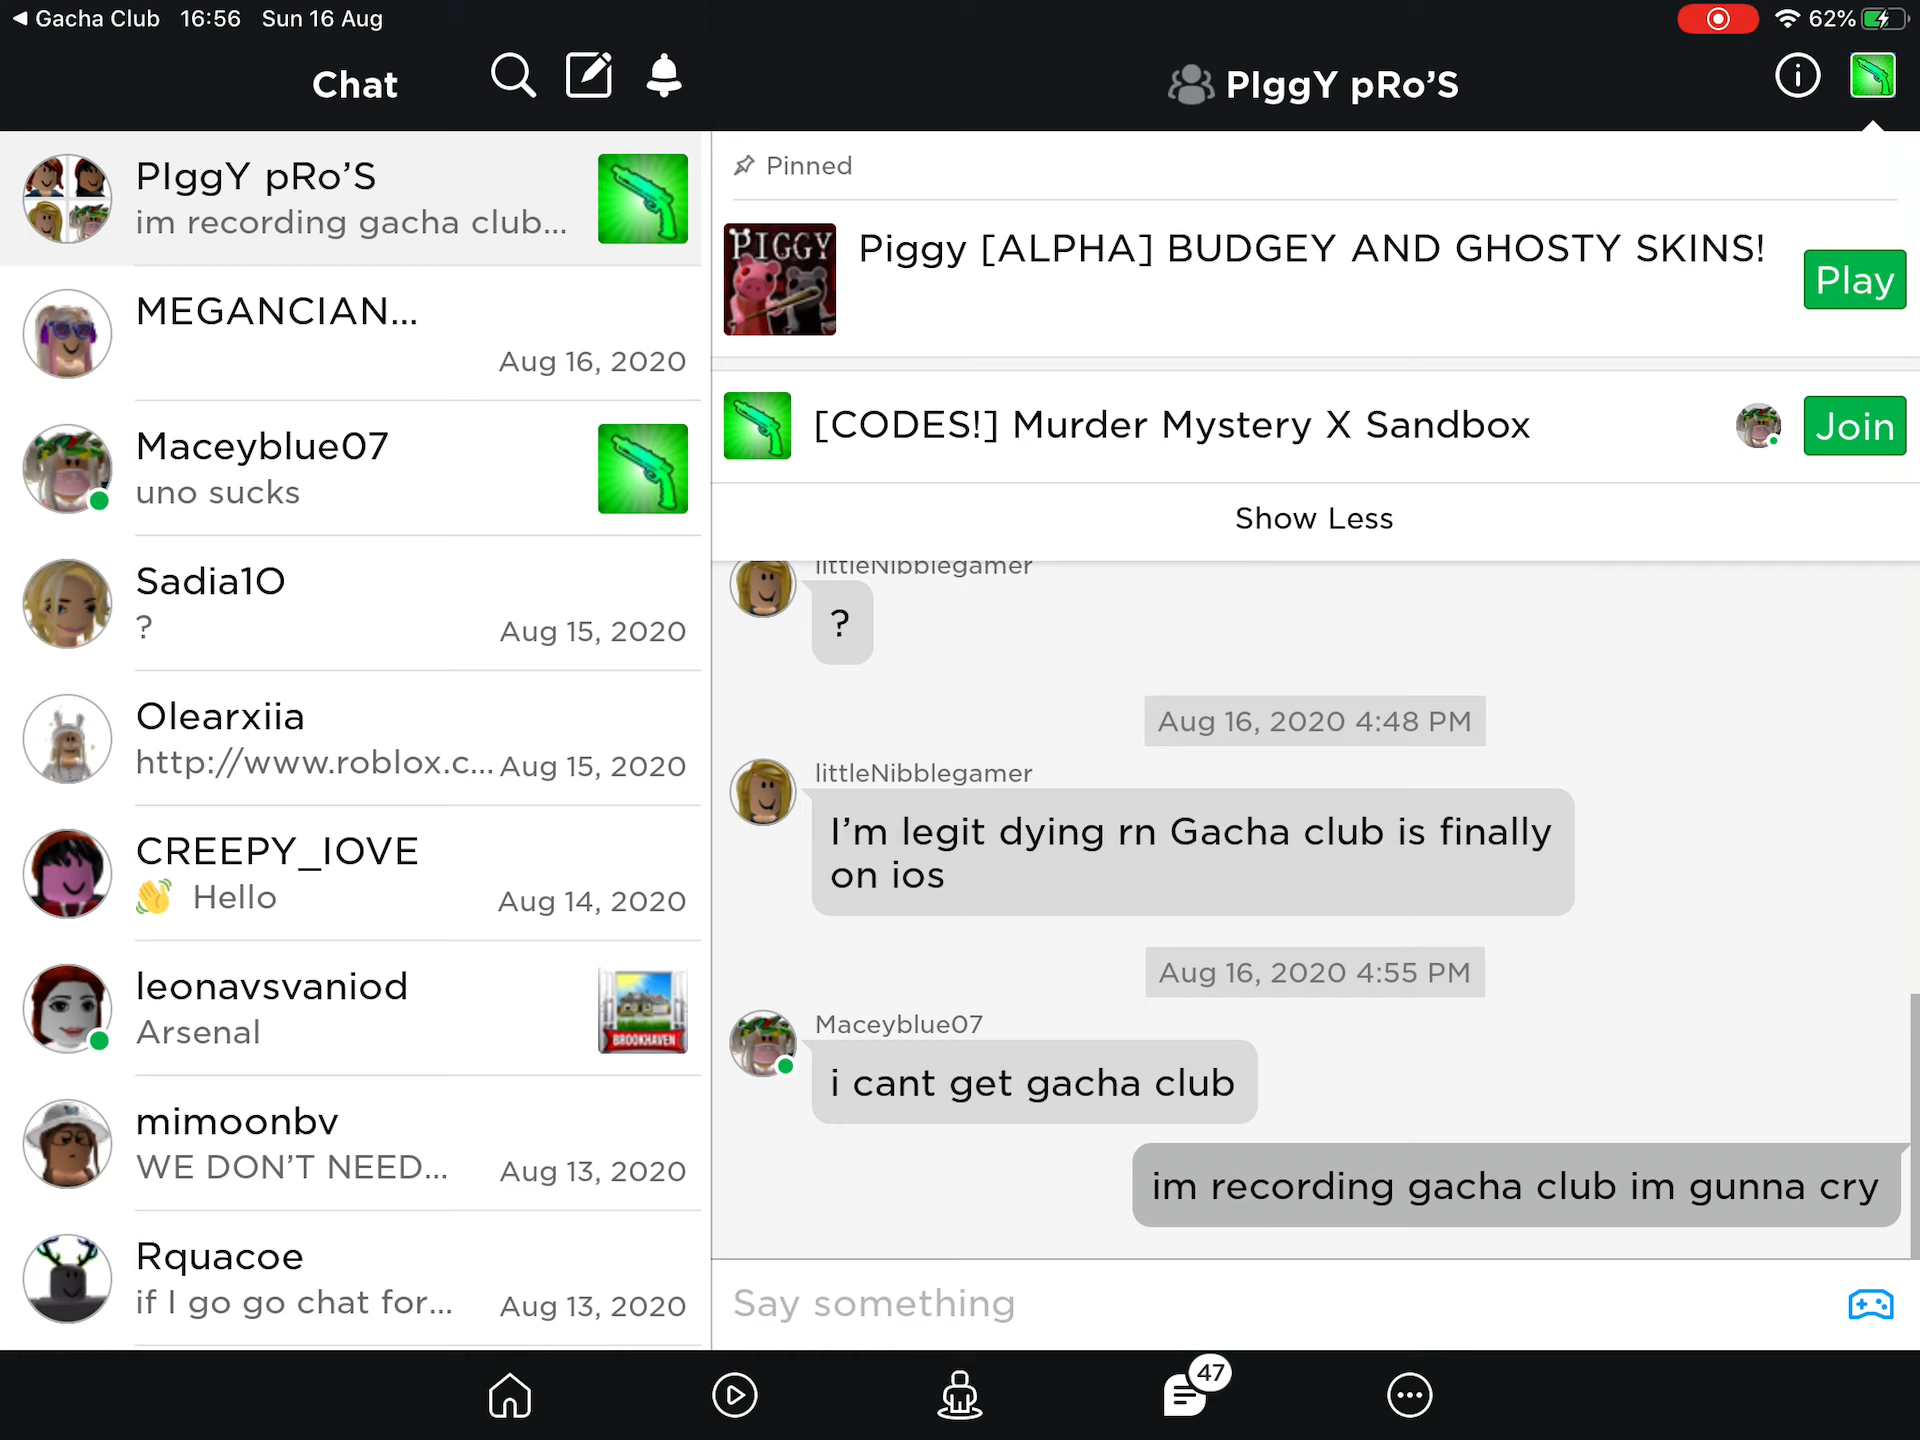 Gacha Club 16:56 Sun 16 Aug
62%
Chat
PIggY pRo’S
PIggY pRo’S
im recording gacha club...
MEGANCIAN...
Aug 16, 2020
Maceyblue07
uno sucks
Sadia1O
?
Aug 15, 2020
Olearxiia
http://www.roblox.c... Aug 15, 2020
CREEPY_IOVE
👋 Hello
Aug 14, 2020
leonavsvaniod
Arsenal
BROOKHAVEN
mimoonbv
WE DON’T NEED...
Aug 13, 2020
Rquacoe
if I go go chat for...
Aug 13, 2020
Pinned
PIGGY
Piggy [ALPHA] BUDGEY AND GHOSTY SKINS!
Play
[CODES!] Murder Mystery X Sandbox
Join
Show Less
littleNibblegamer
?
Aug 16, 2020 4:48 PM
littleNibblegamer
I’m legit dying rn Gacha club is finally
on ios
Aug 16, 2020 4:55 PM
Maceyblue07
i cant get gacha club
im recording gacha club im gunna cry
Say something
47